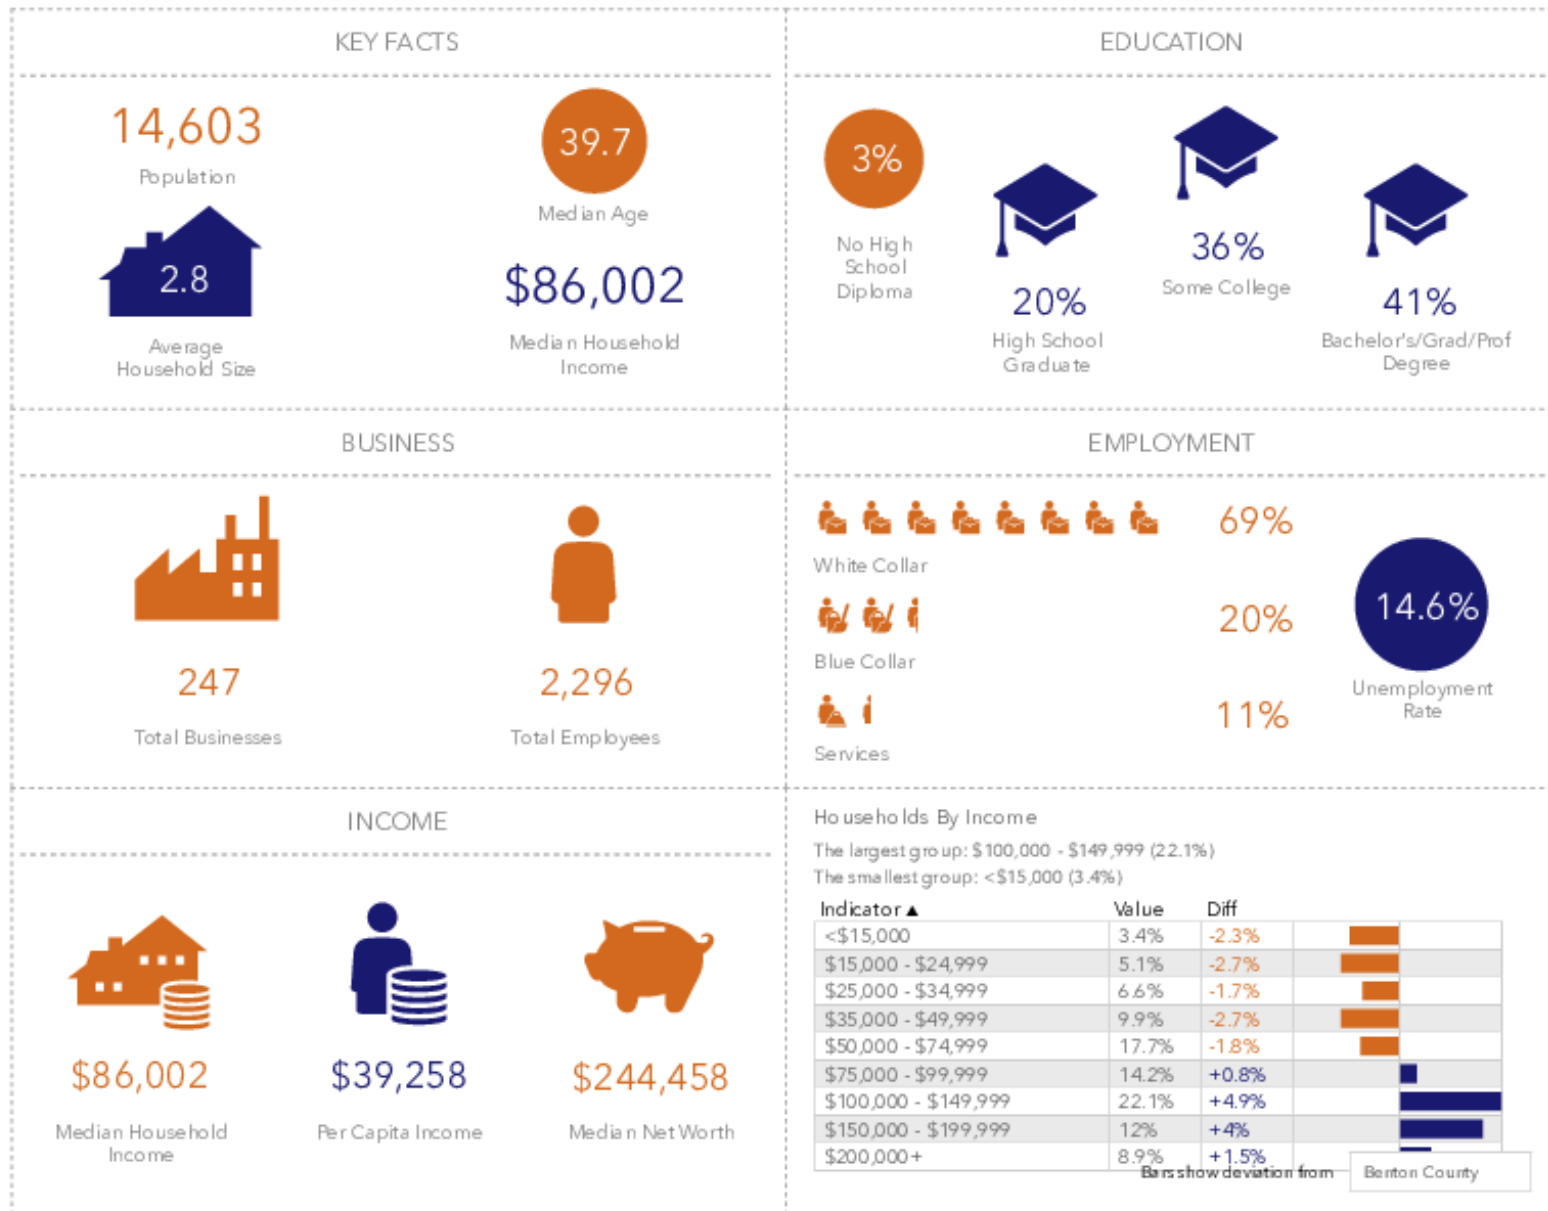 KEY FACTS
14,603
Population
39.7
Median Age
2.8
Average
Household Size
$86,002
Median Household
Income
EDUCATION
3%
No High
School
Diploma
20%
High School
Graduate
36%
Some College
41%
Bachelor's/Grad/Prof
Degree
BUSINESS
247
Total Businesses
2,296
Total Employees
EMPLOYMENT
69%
White Collar
20%
Blue Collar
11%
Services
14.6%
Unemployment
Rate
INCOME
$86,002
Median Household
Income
$39,258
Per Capita Income
$244,458
Median Net Worth
Households By Income
The largest group: $100,000 - $149,999 (22.1%)
The smallest group: <$15,000 (3.4%)
Indicator ▲ Value Diff
<$15,000 3.4% -2.3%
$15,000 - $24,999 5.1% -2.7%
$25,000 - $34,999 6.6% -1.7%
$35,000 - $49,999 9.9% -2.7%
$50,000 - $74,999 17.7% -1.8%
$75,000 - $99,999 14.2% +0.8%
$100,000 - $149,999 22.1% +4.9%
$150,000 - $199,999 12% +4%
$200,000+ 8.9% +1.5%
Bars show deviation from Benton County